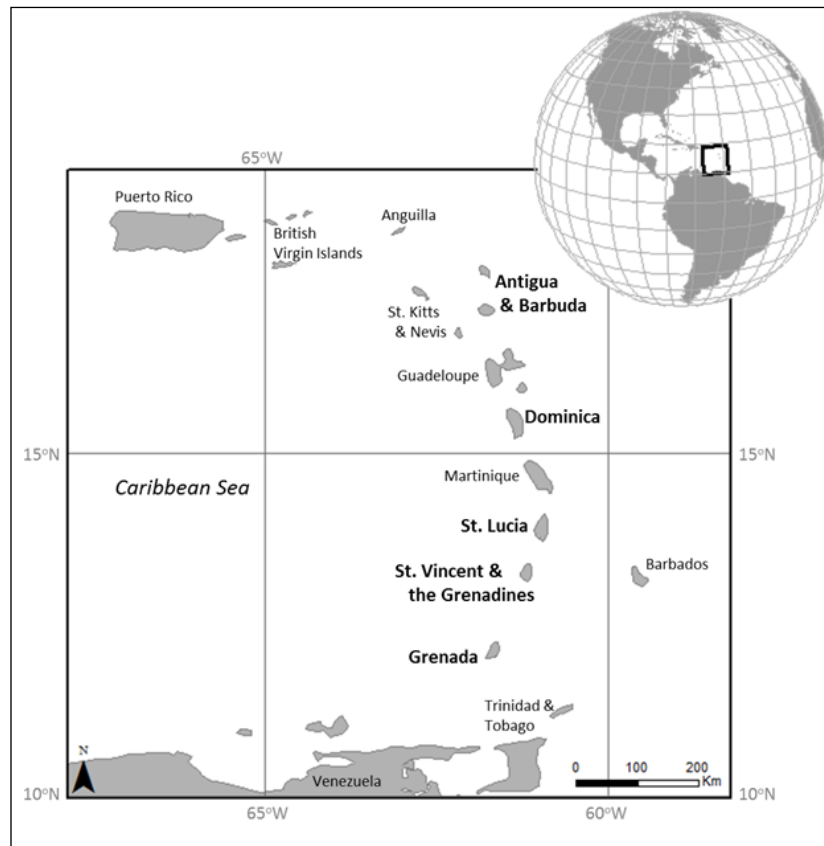 65°W
Puerto Rico
British
Virgin Islands
Anguilla
Antigua
& Barbuda
St. Kitts
& Nevis
Guadeloupe
Dominica
15°N
15°N
Martinique
Caribbean Sea
St. Lucia
St. Vincent &
the Grenadines
Barbados
Grenada
Trinidad &
Tobago
N
Venezuela
0 100 200
Km
10°N
10°N
65°W
60°W